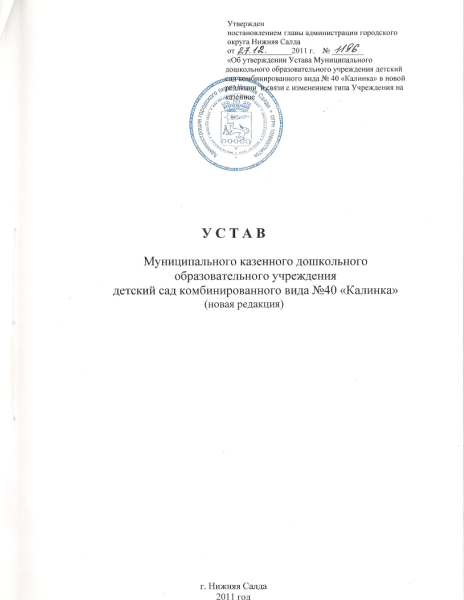 Утвержден
постановлением главы администрации городского
округа Нижняя Салда
от 27.12. 2011 г. № 1196
«Об утверждении Устава Муниципального
дошкольного образовательного учреждения детский
сад комбинированного вида № 40 «Калинка» в новой
редакции в связи с изменением типа Учреждения на
казенное
У С Т А В
Муниципального казенного дошкольного
образовательного учреждения
детский сад комбинированного вида №40 «Калинка»
(новая редакция)
г. Нижняя Салда
2011 год